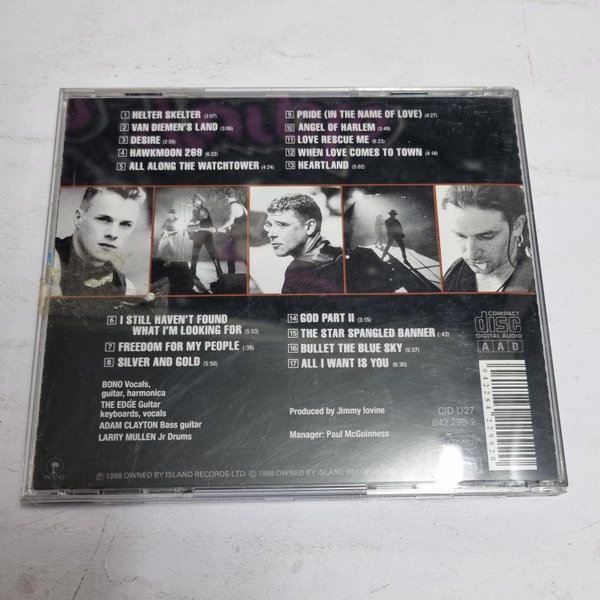 1 HELTER SKELTER (3:07)
2 VAN DIEMEN'S LAND (3:06)
3 DESIRE (2:58)
4 HAWKMOON 269 (6:22)
5 ALL ALONG THE WATCHTOWER (4:24)
9 PRIDE (IN THE NAME OF LOVE) (4:27)
10 ANGEL OF HARLEM (3:49)
11 LOVE RESCUE ME (6:23)
12 WHEN LOVE COMES TO TOWN (4:14)
13 HEARTLAND (5:02)
6 I STILL HAVEN'T FOUND
WHAT I'M LOOKING FOR (5:53)
7 FREEDOM FOR MY PEOPLE (:38)
8 SILVER AND GOLD (5:50)
14 GOD PART II (3:15)
15 THE STAR SPANGLED BANNER (:43)
16 BULLET THE BLUE SKY (5:37)
17 ALL I WANT IS YOU (6:30)
COMPACT
disc
DIGITAL AUDIO
A A D
BONO Vocals,
guitar, harmonica
THE EDGE Guitar
keyboards, vocals
ADAM CLAYTON Bass guitar
LARRY MULLEN Jr Drums
Produced by Jimmy Iovine
Manager: Paul McGuinness
CID U27
842 299-2
0 42284 22992 0
ISLAND
℗ 1988 OWNED BY ISLAND RECORDS LTD. © 1988 OWNED BY ISLAND RECORDS